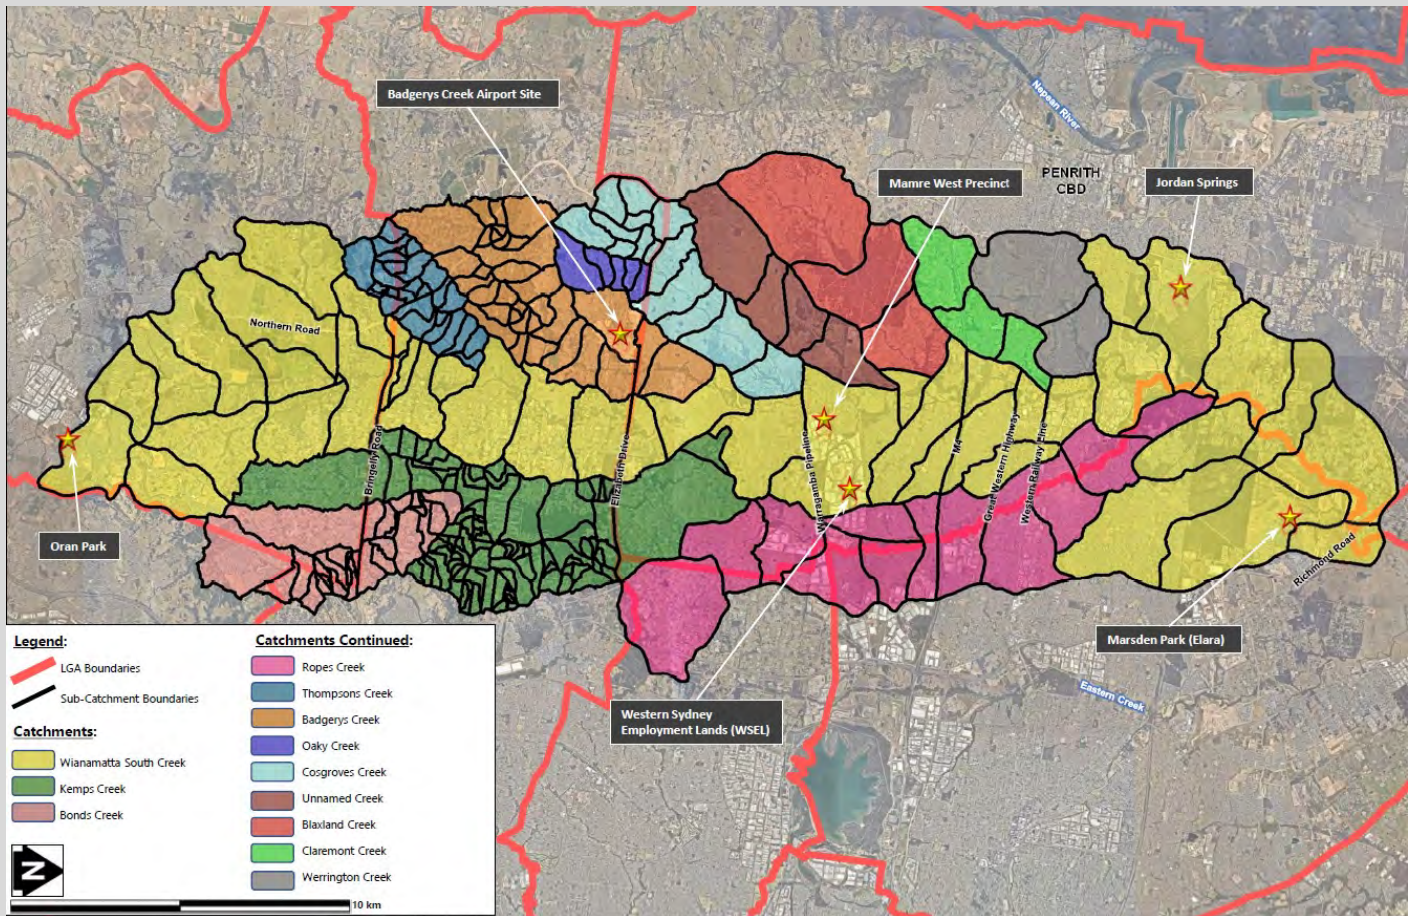 Badgerys Creek Airport Site
Nepean River
Mamre West Precinct
PENRITH
CBD
Jordan Springs
Northern Road
Bringelly Road
Elizabeth Drive
Warragamba Pipeline
M4
Great Western Highway
Western Railway Line
Richmond Road
Oran Park
Marsden Park (Elara)
Eastern Creek
Western Sydney
Employment Lands (WSEL)
Legend:
LGA Boundaries
Sub-Catchment Boundaries
Catchments:
Wianamatta South Creek
Kemps Creek
Bonds Creek
Catchments Continued:
Ropes Creek
Thompsons Creek
Badgerys Creek
Oaky Creek
Cosgroves Creek
Unnamed Creek
Blaxland Creek
Claremont Creek
Werrington Creek
N
10 km